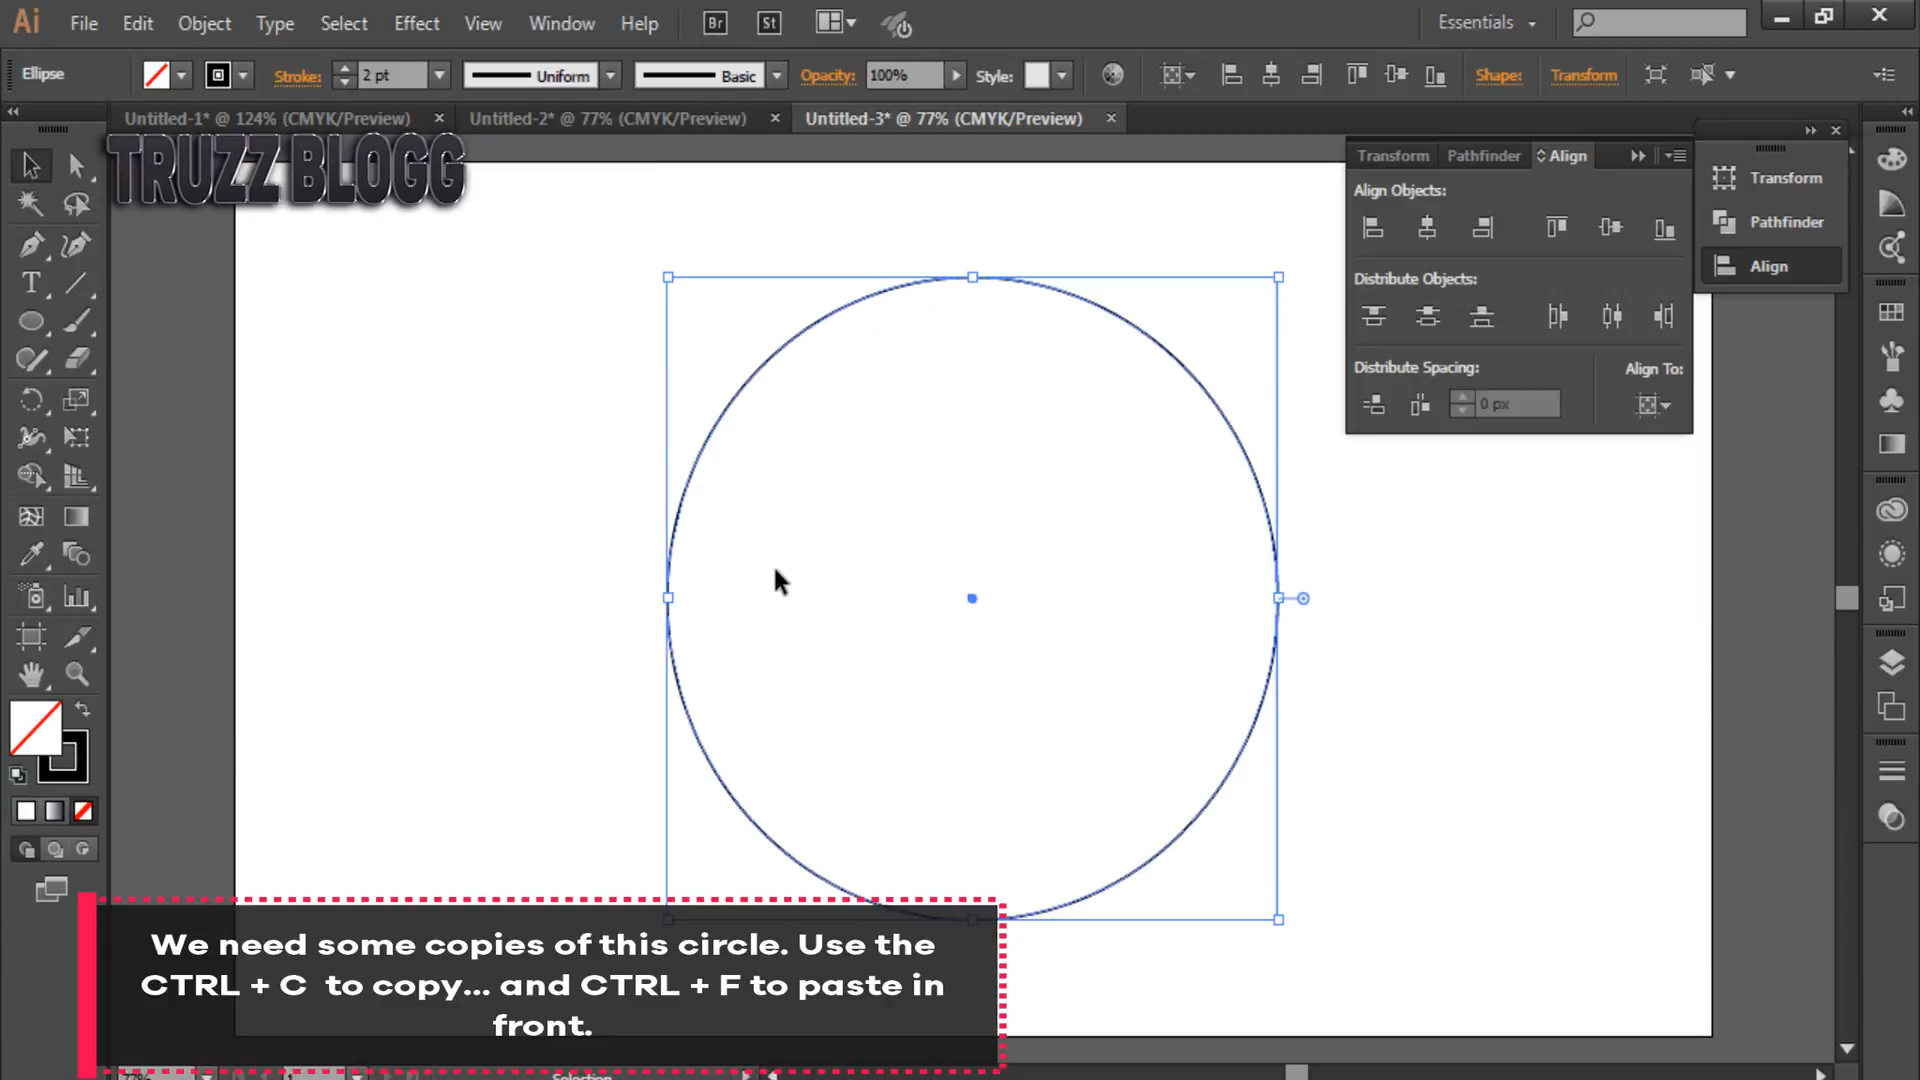 Ai File Edit Object Type Select Effect View Window Help Br St Essentials
Ellipse Stroke: 2 pt Uniform Basic Opacity: 100% Style: Shape: Transform
Untitled-1* @ 124% (CMYK/Preview) Untitled-2* @ 77% (CMYK/Preview) Untitled-3* @ 77% (CMYK/Preview)
TRUZZ BLOGG
Transform Pathfinder Align
Align Objects:
Distribute Objects:
Distribute Spacing: Align To:
0 px
Transform
Pathfinder
Align
We need some copies of this circle. Use the
CTRL + C to copy... and CTRL + F to paste in
front.
Selection